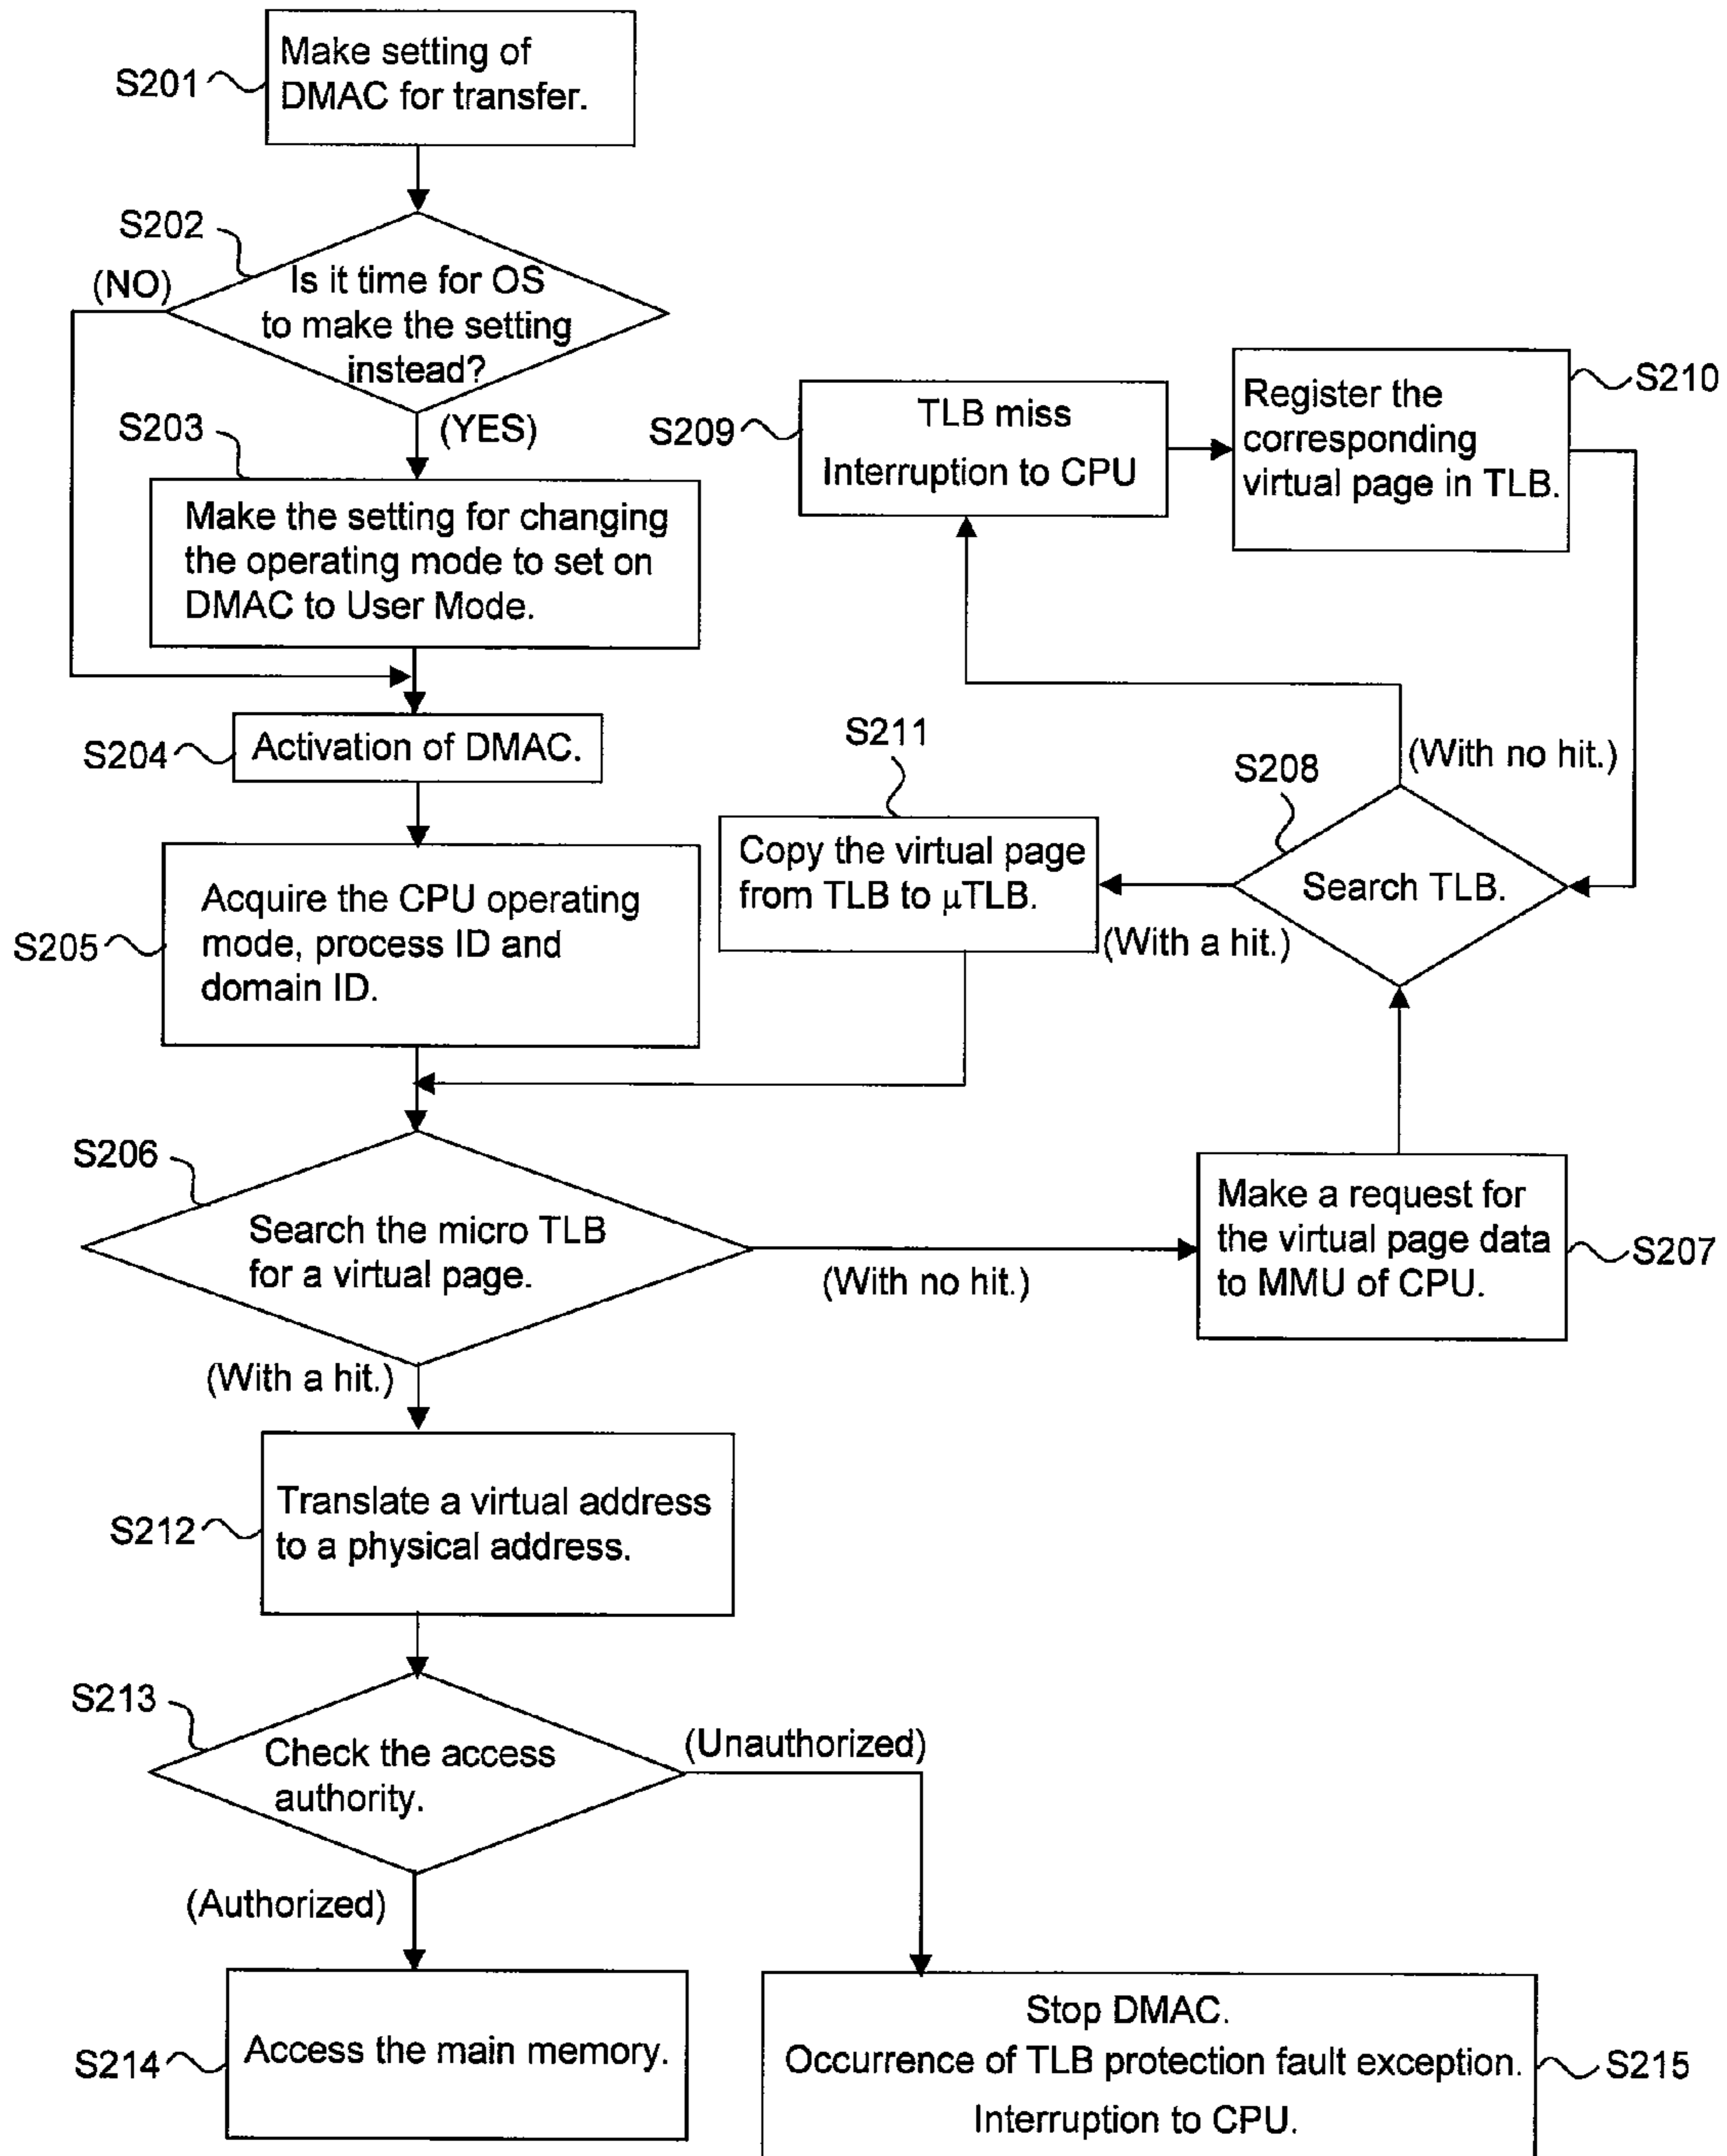 S201
Make setting of
DMAC for transfer.
S202
(NO)
Is it time for OS
to make the setting
instead?
(YES)
S203
Make the setting for changing
the operating mode to set on
DMAC to User Mode.
S204
Activation of DMAC.
S205
Acquire the CPU operating
mode, process ID and
domain ID.
S206
Search the micro TLB
for a virtual page.
(With no hit.)
(With a hit.)
S207
Make a request for
the virtual page data
to MMU of CPU.
S208
Search TLB.
(With no hit.)
(With a hit.)
S209
TLB miss
Interruption to CPU
S210
Register the
corresponding
virtual page in TLB.
S211
Copy the virtual page
from TLB to μTLB.
S212
Translate a virtual address
to a physical address.
S213
Check the access
authority.
(Unauthorized)
(Authorized)
S214
Access the main memory.
S215
Stop DMAC.
Occurrence of TLB protection fault exception.
Interruption to CPU.